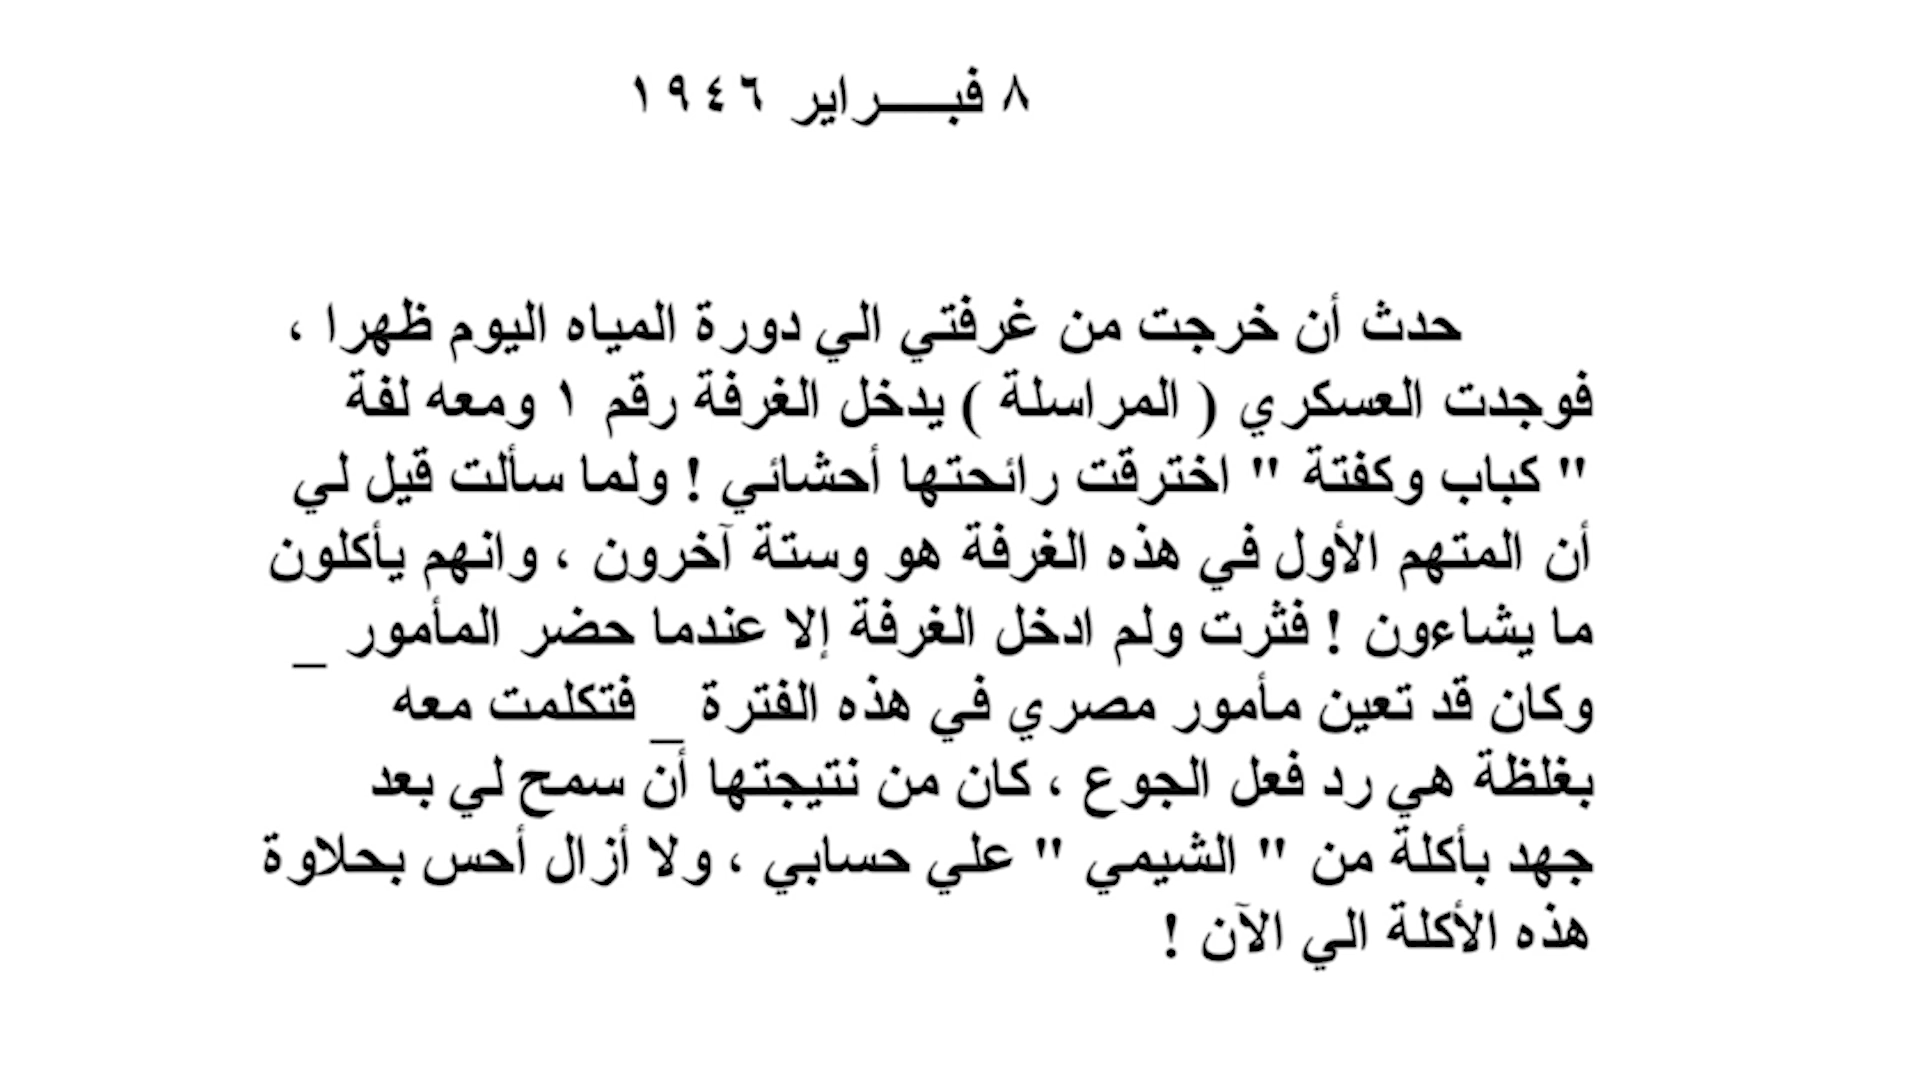 ٨ فبـــــراير ١٩٤٦
حدث أن خرجت من غرفتي الي دورة المياه اليوم ظهرا ،
فوجدت العسكري ( المراسلة ) يدخل الغرفة رقم ١ ومعه لفة
" كباب وكفتة " اخترقت رائحتها أحشائي ! ولما سألت قيل لي
أن المتهم الأول في هذه الغرفة هو وستة آخرون ، وانهم يأكلون
ما يشاءون ! فثرت ولم ادخل الغرفة إلا عندما حضر المأمور _
وكان قد تعين مأمور مصري في هذه الفترة _ فتكلمت معه
بغلظة هي رد فعل الجوع ، كان من نتيجتها أن سمح لي بعد
جهد بأكلة من " الشيمي " علي حسابي ، ولا أزال أحس بحلاوة
هذه الأكلة الي الآن !